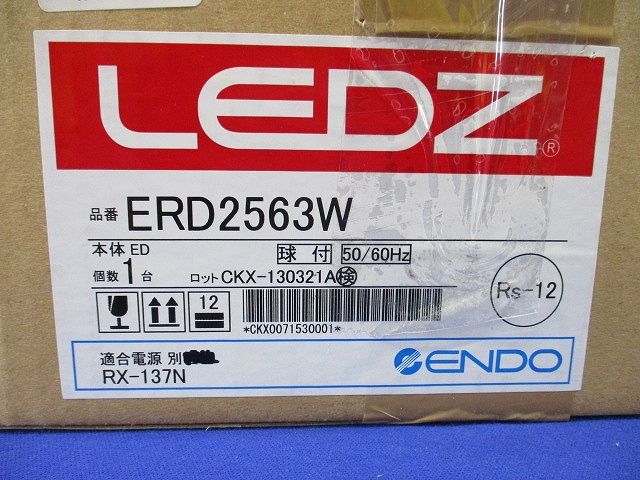 LEDZ®
品番 ERD2563W
本体 ED 球付 50/60Hz
個数 1 台 ロット CKX-130321A 検
12
Rs-12
*CKX0071530001*
適合電源 別
RX-137N
ENDO